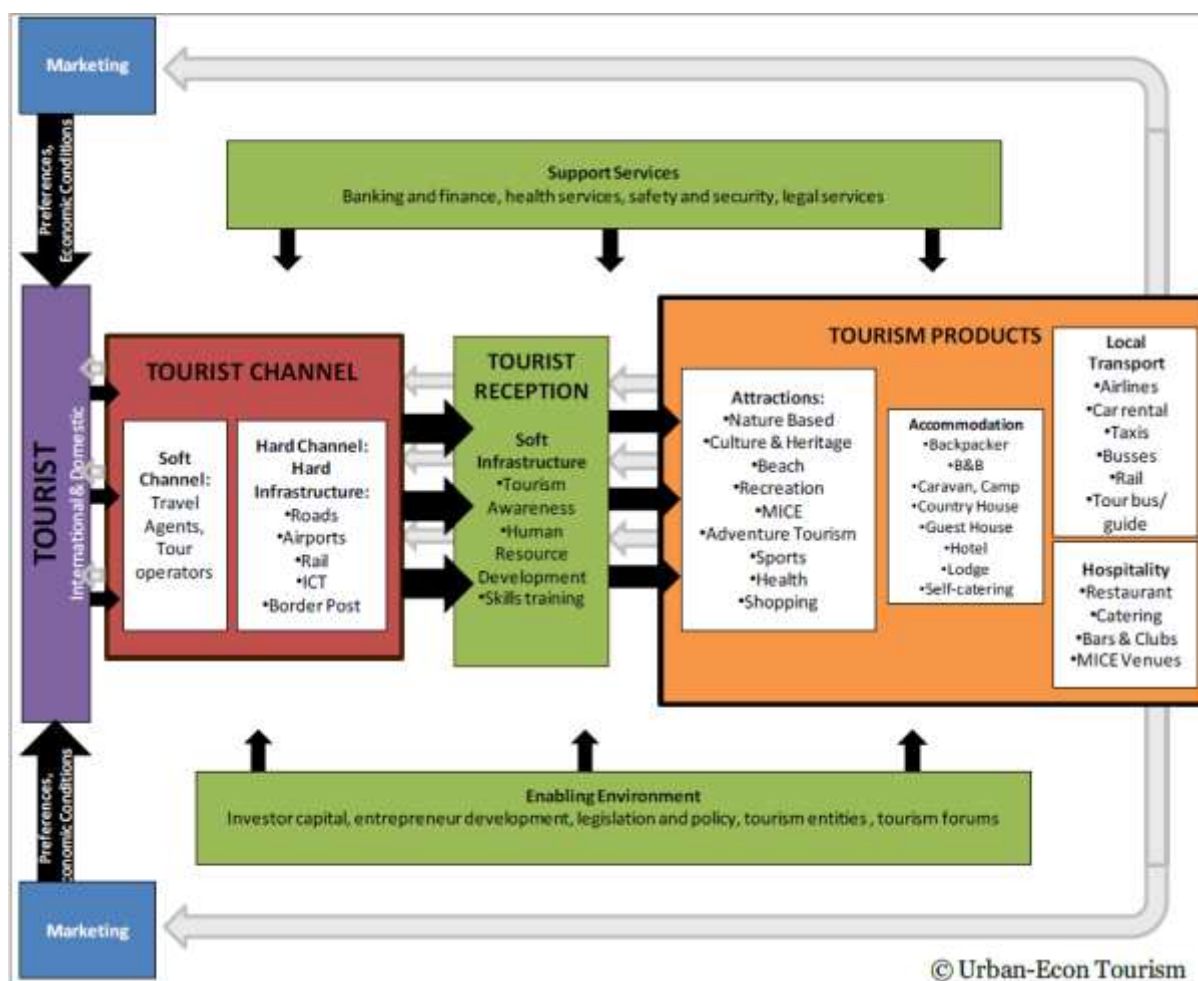 Marketing
Preferences,
Economic Conditions
Support Services
Banking and finance, health services, safety and security, legal services
TOURIST
International & Domestic
TOURIST CHANNEL
Soft
Channel:
Travel
Agents,
Tour
operators
Hard Channel:
Hard
Infrastructure:
•Roads
•Airports
•Rail
•ICT
•Border Post
TOURIST
RECEPTION
Soft
Infrastructure
•Tourism
Awareness
•Human
Resource
Development
•Skills training
TOURISM PRODUCTS
Attractions:
•Nature Based
•Culture & Heritage
•Beach
•Recreation
•MICE
•Adventure Tourism
•Sports
•Health
•Shopping
Accommodation
•Backpacker
•B&B
•Caravan, Camp
•Country House
•Guest House
•Hotel
•Lodge
•Self-catering
Local
Transport
•Airlines
•Car rental
•Taxis
•Busses
•Rail
•Tour bus/
guide
Hospitality
•Restaurant
•Catering
•Bars & Clubs
•MICE Venues
Enabling Environment
Investor capital, entrepreneur development, legislation and policy, tourism entities , tourism forums
Preferences,
conomic Conditions
Marketing
© Urban-Econ Tourism